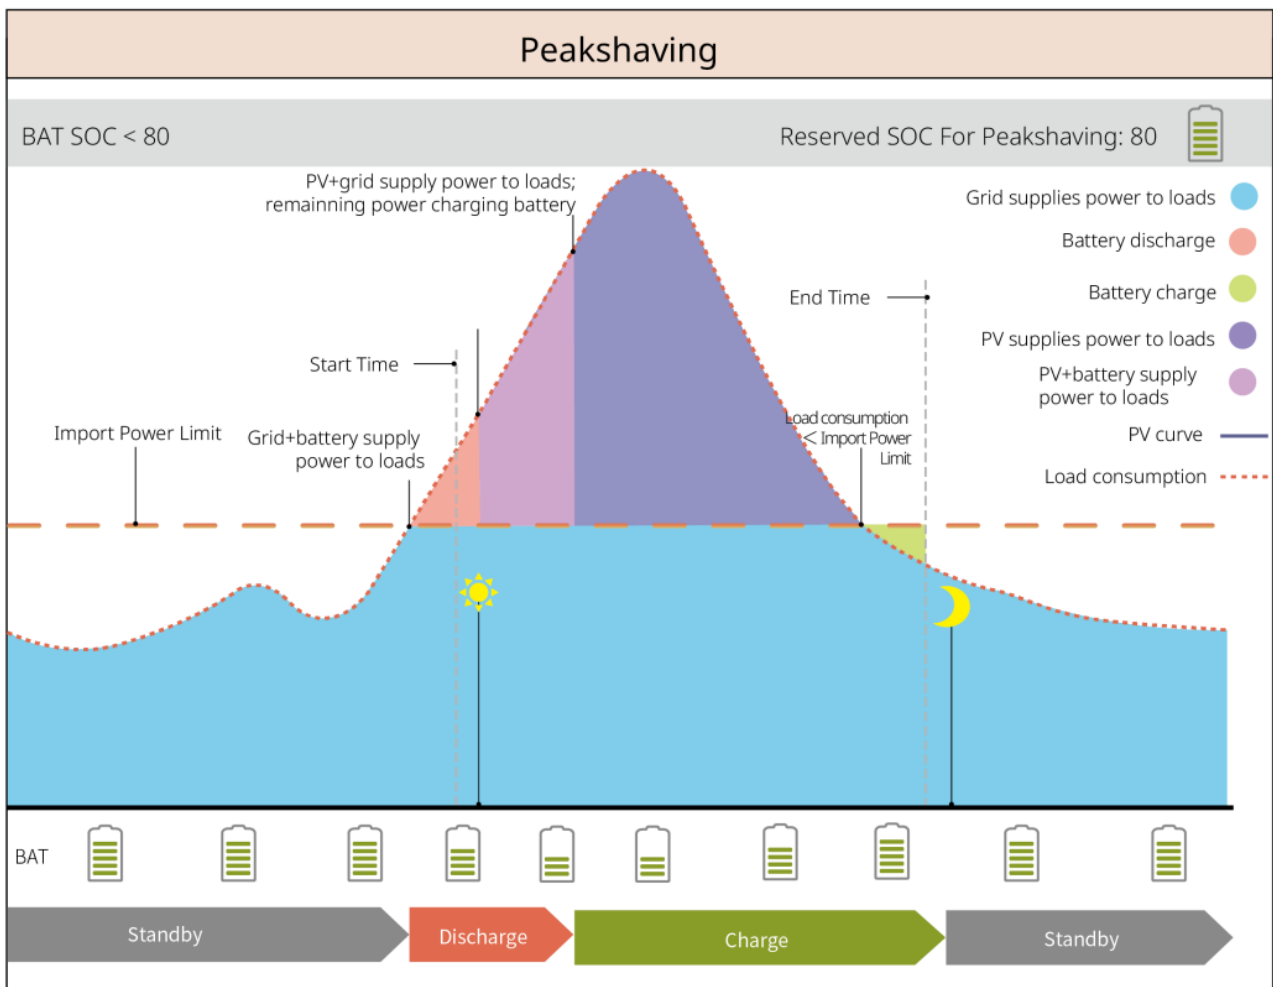 Peakshaving
BAT SOC < 80
Reserved SOC For Peakshaving: 80
PV+grid supply power to loads;
remainning power charging battery
Grid supplies power to loads
Battery discharge
Battery charge
End Time
PV supplies power to loads
Start Time
PV+battery supply
power to loads
Load consumption
< Import Power
Limit
Import Power Limit
Grid+battery supply
power to loads
PV curve
Load consumption
BAT
Standby
Discharge
Charge
Standby